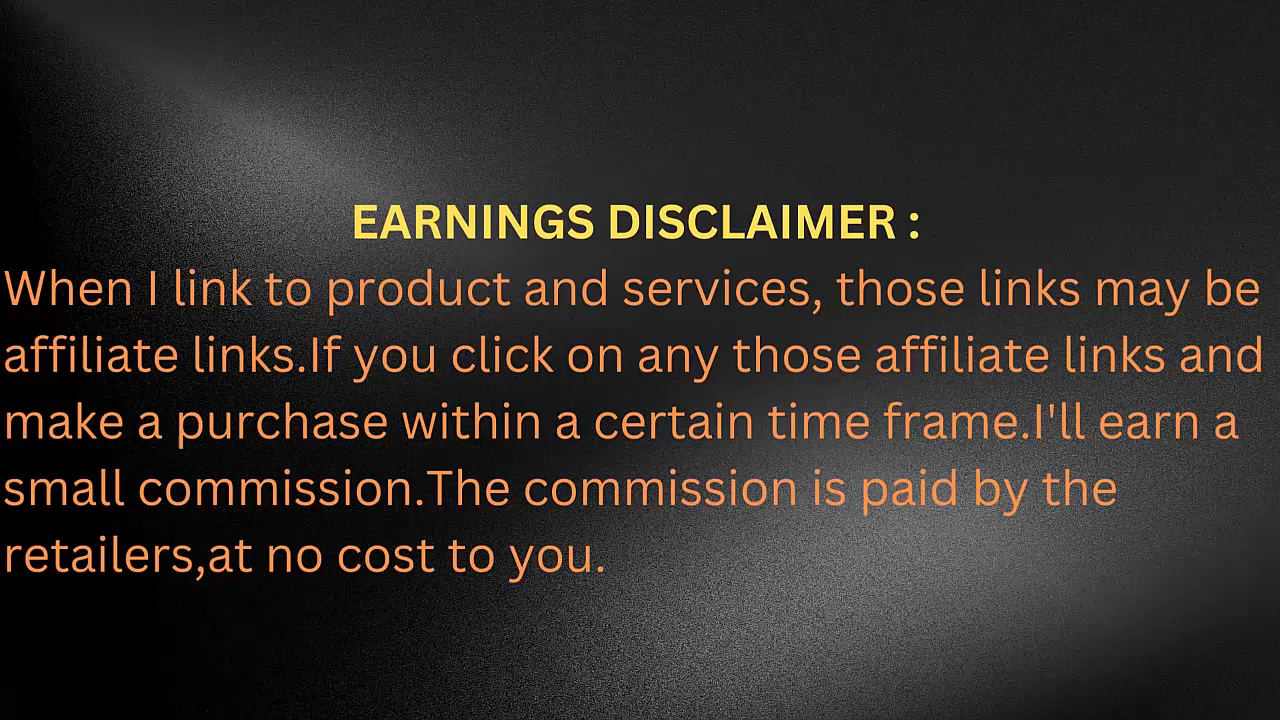 EARNINGS DISCLAIMER :
When I link to product and services, those links may be
affiliate links.If you click on any those affiliate links and
make a purchase within a certain time frame.I'll earn a
small commission.The commission is paid by the
retailers,at no cost to you.